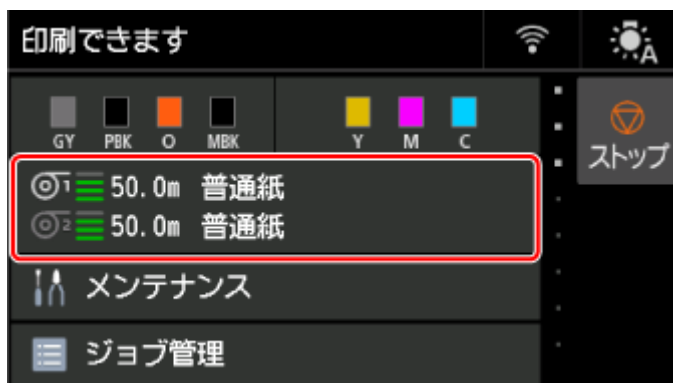 印刷できます
A
GY PBK O MBK Y M C
ストップ
1 50.0m 普通紙
2 50.0m 普通紙
メンテナンス
ジョブ管理